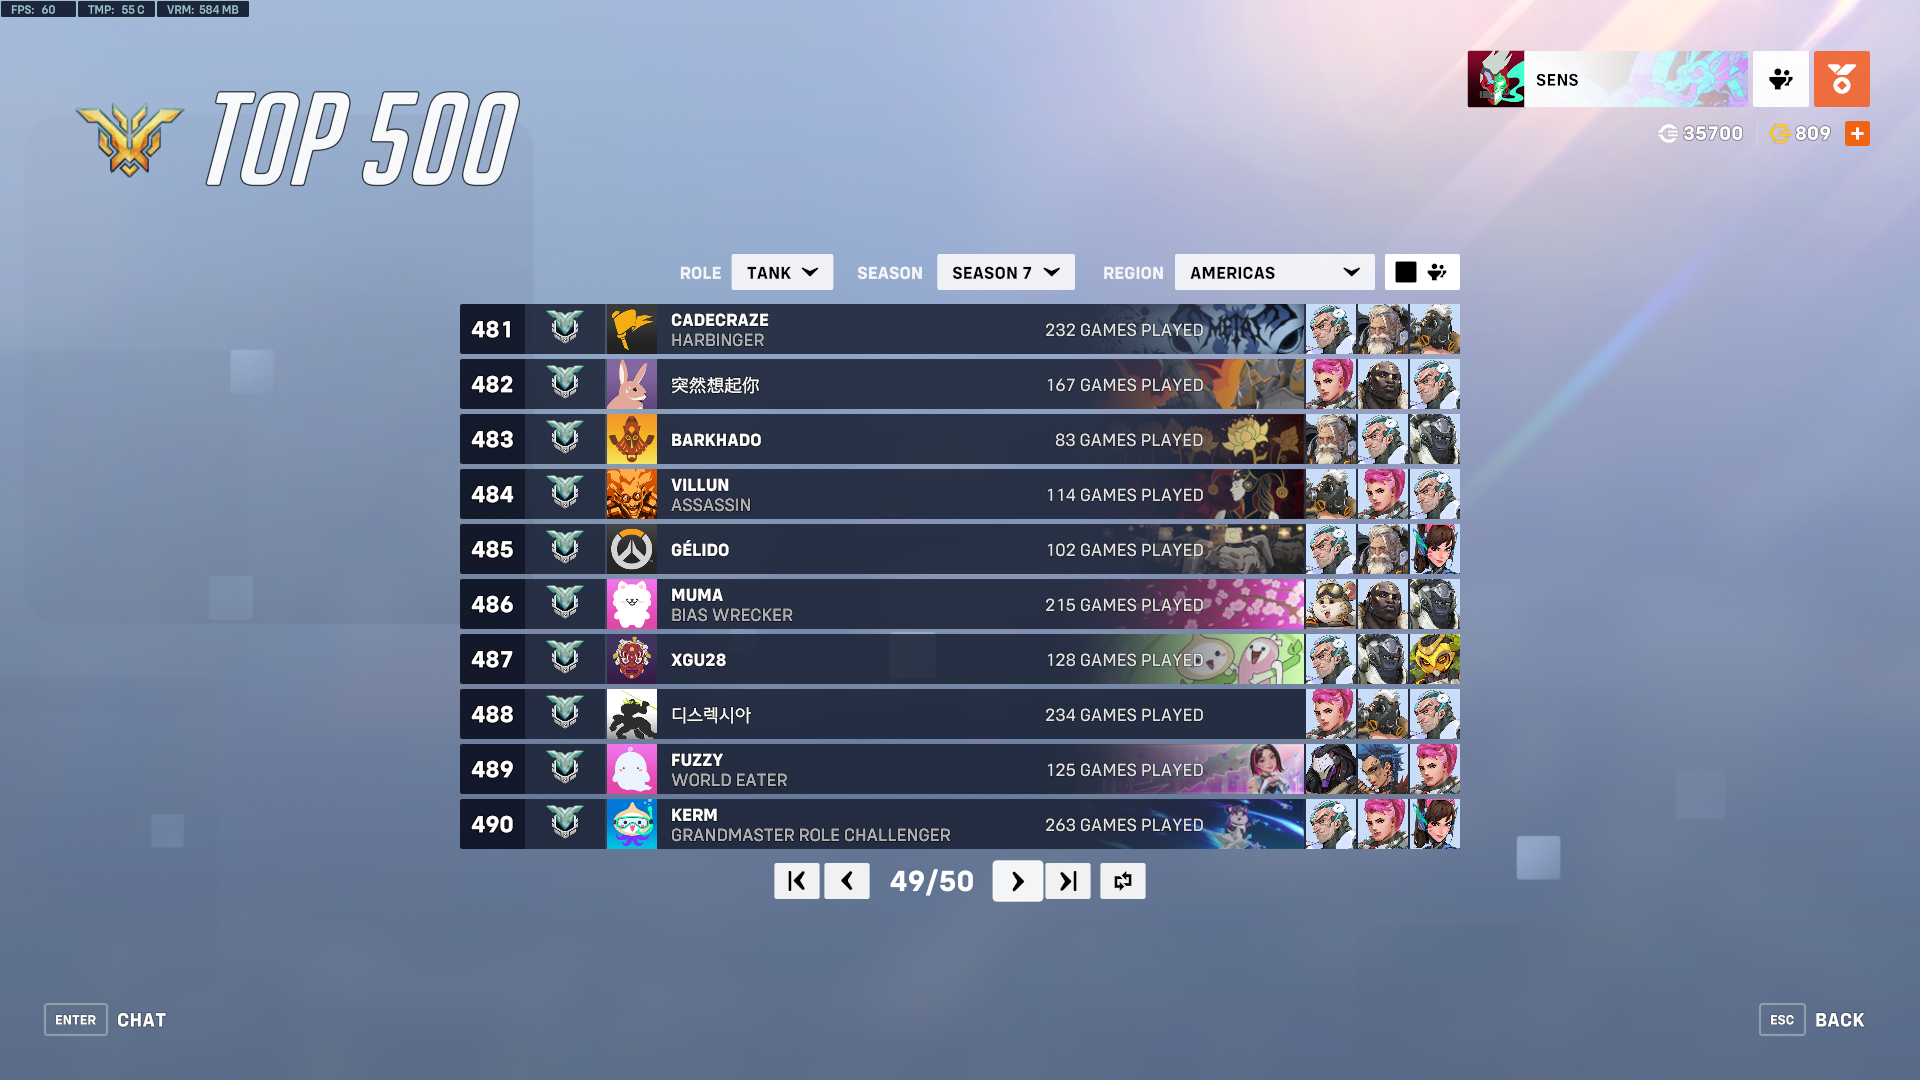 FPS: 60 TMP: 55 C VRM: 584 MB
TOP 500
SENS
35700 809
ROLE TANK SEASON SEASON 7 REGION AMERICAS
481 CADECRAZE 232 GAMES PLAYED
HARBINGER
482 突然想起你 167 GAMES PLAYED
483 BARKHADO 83 GAMES PLAYED
484 VILLUN 114 GAMES PLAYED
ASSASSIN
485 GÉLIDO 102 GAMES PLAYED
486 MUMA 215 GAMES PLAYED
BIAS WRECKER
487 XGU28 128 GAMES PLAYED
488 디스렉시아 234 GAMES PLAYED
489 FUZZY 125 GAMES PLAYED
WORLD EATER
490 KERM 263 GAMES PLAYED
GRANDMASTER ROLE CHALLENGER
49/50
ENTER CHAT
ESC BACK